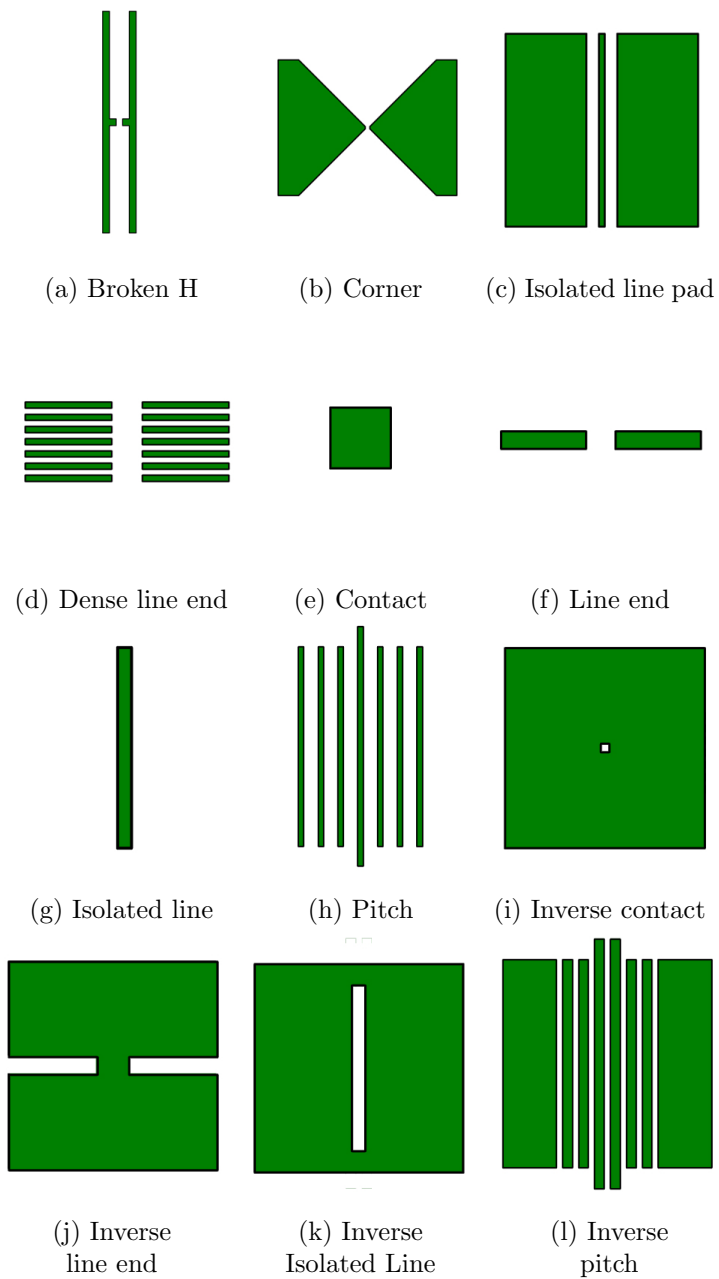 (a) Broken H
(b) Corner
(c) Isolated line pad
(d) Dense line end
(e) Contact
(f) Line end
(g) Isolated line
(h) Pitch
(i) Inverse contact
(j) Inverse
line end
(k) Inverse
Isolated Line
(l) Inverse
pitch